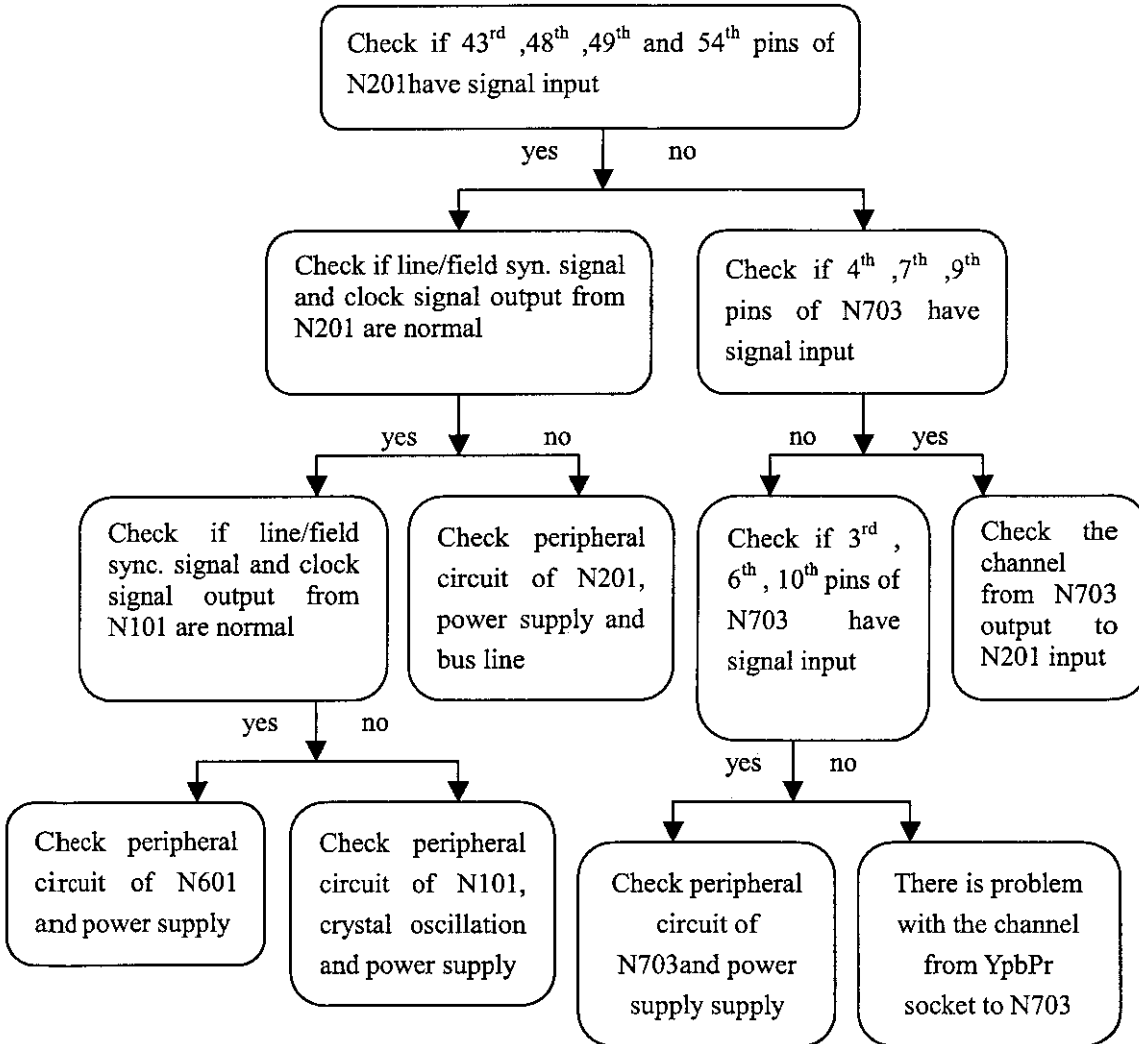 Check if 43rd ,48th ,49th and 54th pins of
N201have signal input
yes no
Check if line/field syn. signal
and clock signal output from
N201 are normal
Check if 4th ,7th ,9th
pins of N703 have
signal input
yes no
no yes
Check if line/field
sync. signal and clock
signal output from
N101 are normal
Check peripheral
circuit of N201,
power supply and
bus line
Check if 3rd ,
6th , 10th pins of
N703 have
signal input
Check the
channel
from N703
output to
N201 input
yes no
yes no
Check peripheral
circuit of N601
and power supply
Check peripheral
circuit of N101,
crystal oscillation
and power supply
Check peripheral
circuit of
N703and power
supply supply
There is problem
with the channel
from YpbPr
socket to N703